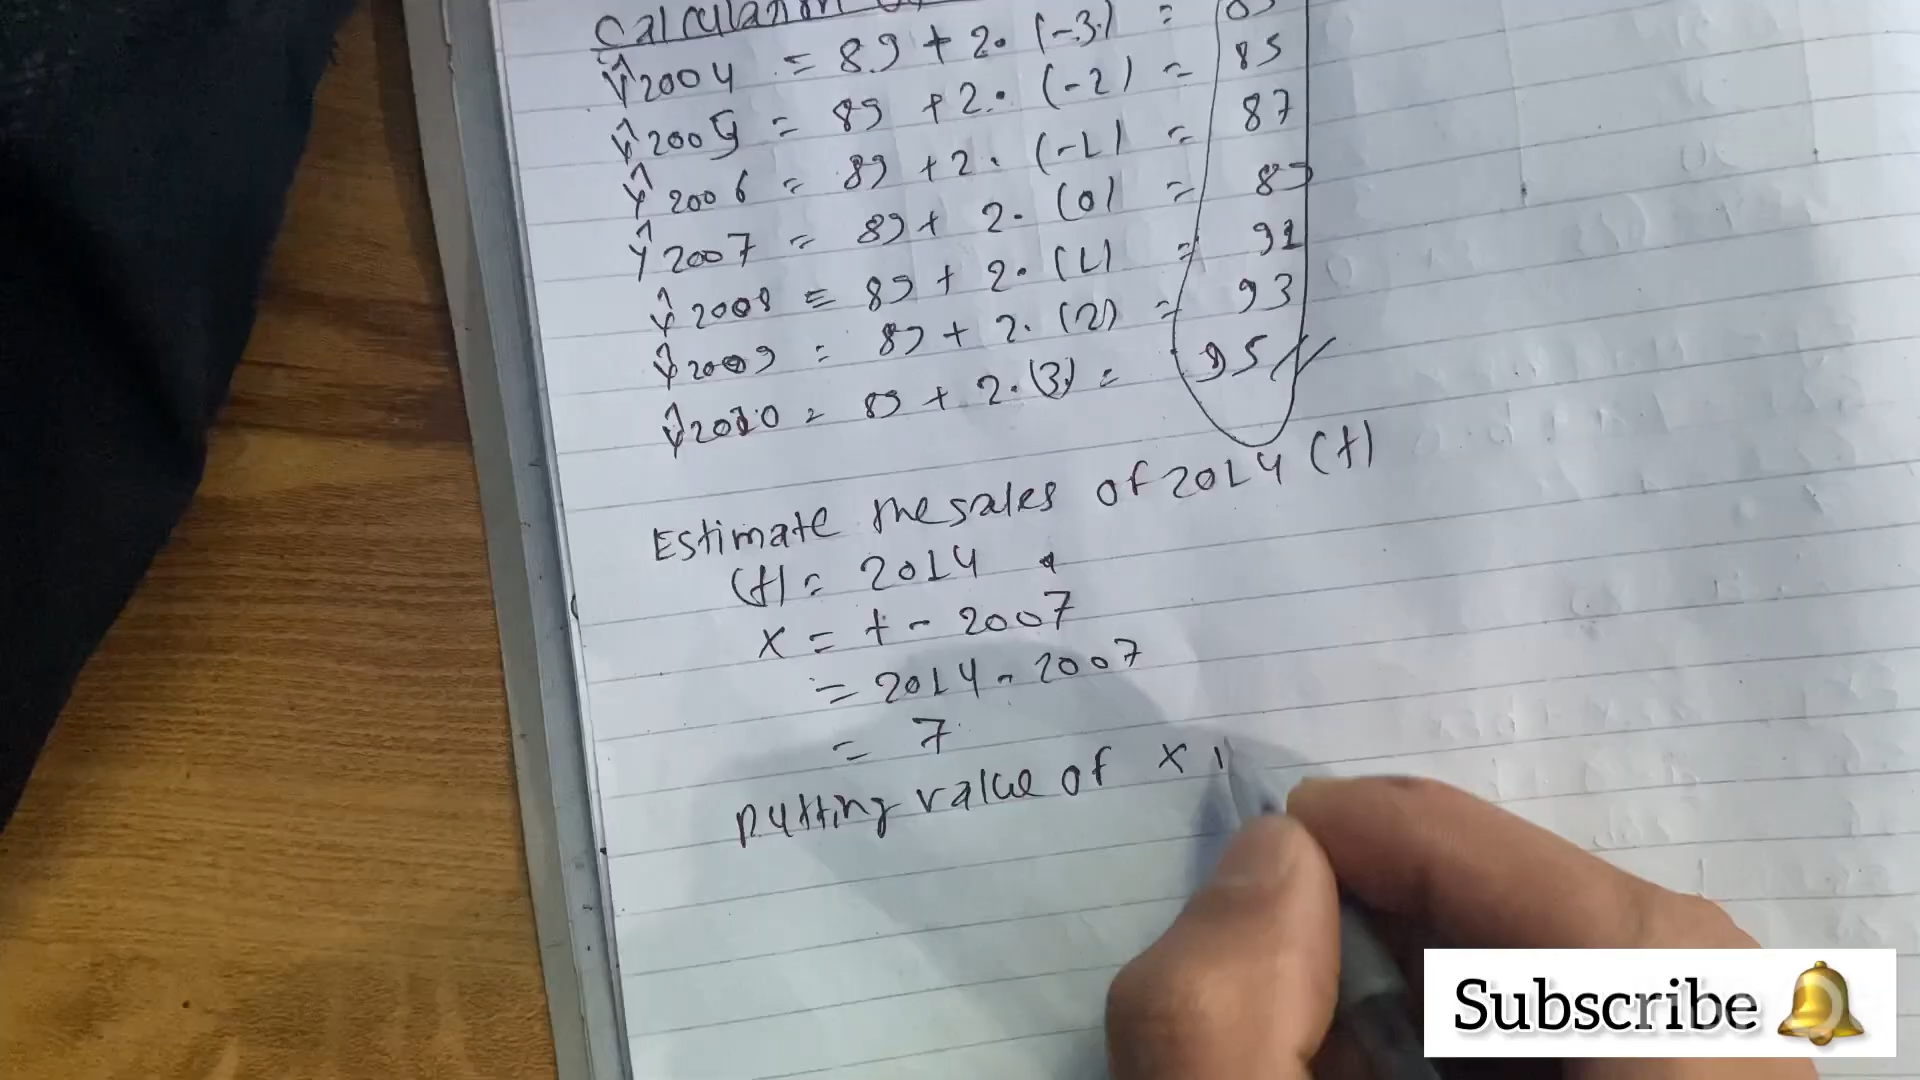 Calculation
Ŷ2004 = 89 + 2. (-3) = 83
Ŷ2005 = 89 + 2. (-2) = 85
Ŷ2006 = 89 + 2. (-1) = 87
Ŷ2007 = 89 + 2. (0) = 89
Ŷ2008 = 89 + 2. (1) = 91
Ŷ2009 = 89 + 2. (2) = 93
Ŷ2010 = 89 + 2. (3) = 95
Estimate the sales of 2014 (t)
(t) = 2014
x = t - 2007
= 2014 - 2007
= 7
putting value of x
Subscribe